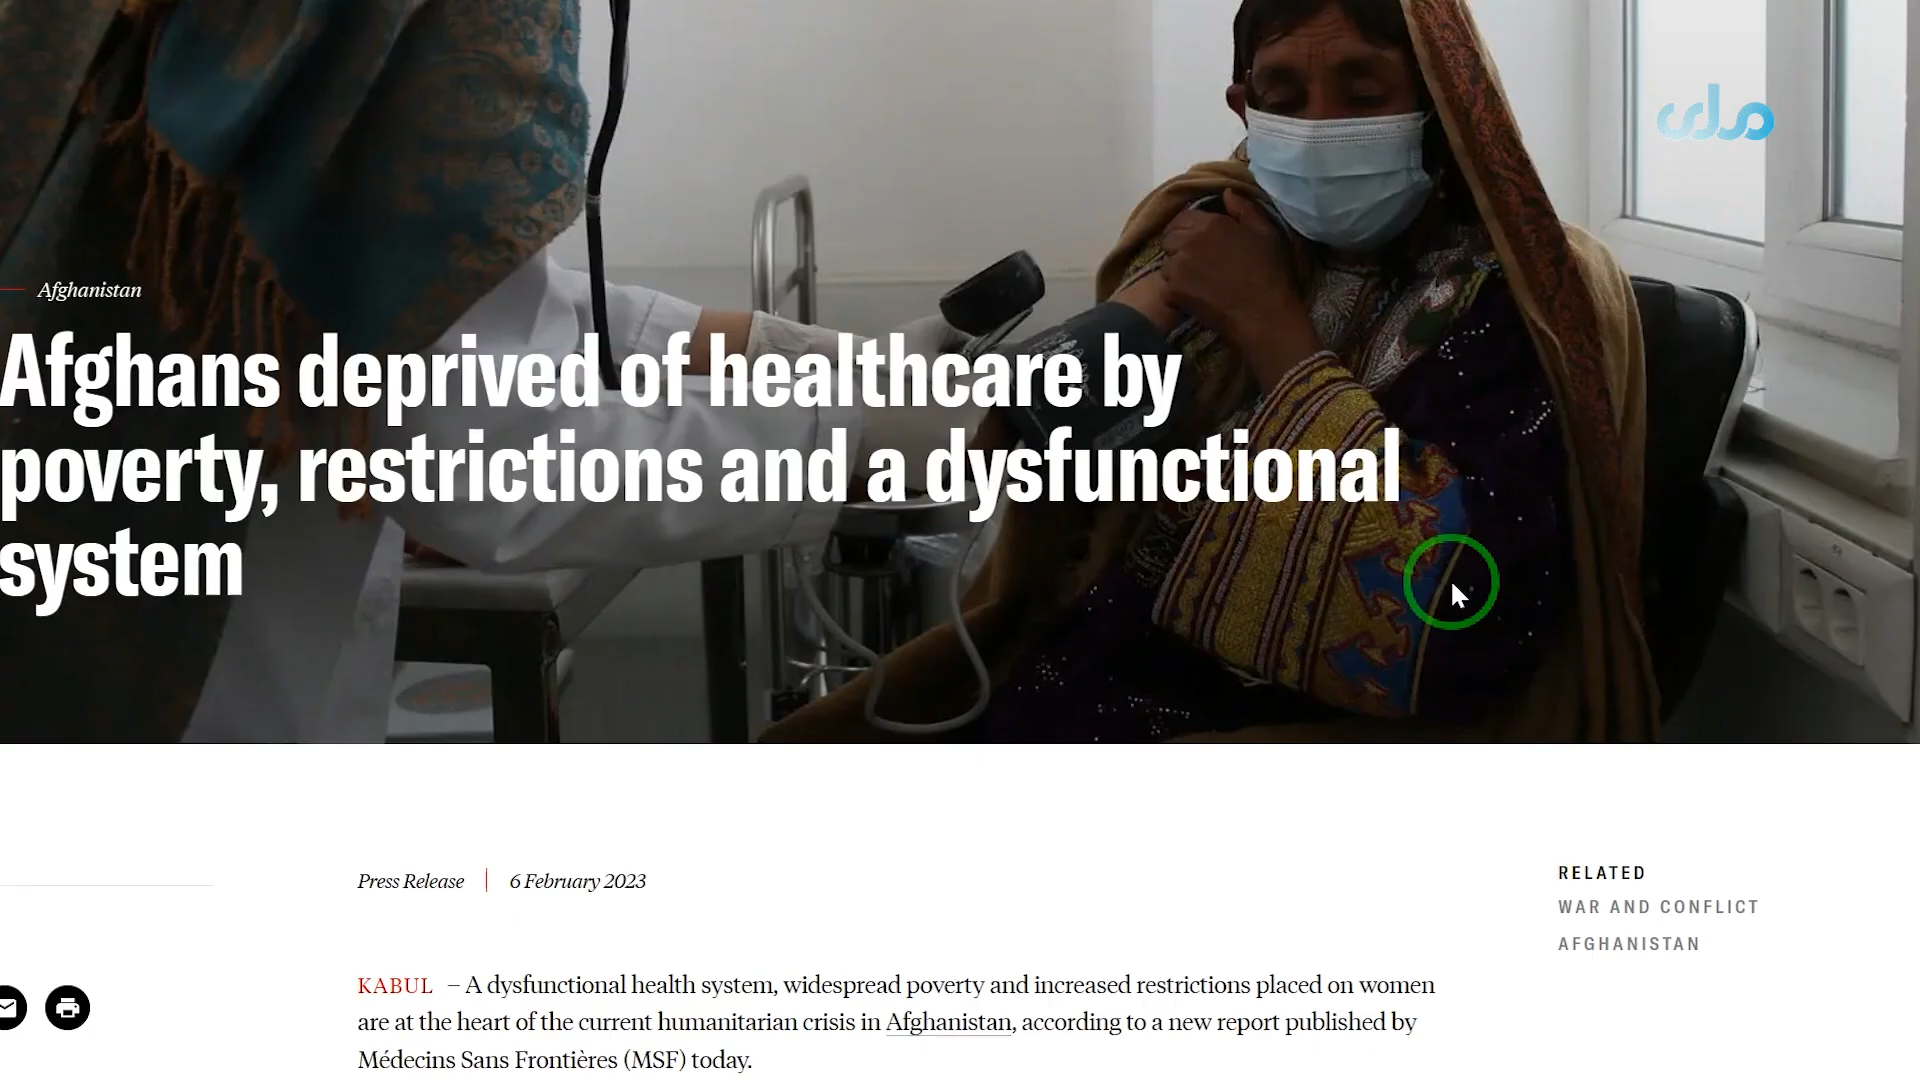 ملی
Afghanistan
Afghans deprived of healthcare by
poverty, restrictions and a dysfunctional
system
Press Release
6 February 2023
RELATED
WAR AND CONFLICT
AFGHANISTAN
KABUL – A dysfunctional health system, widespread poverty and increased restrictions placed on women
are at the heart of the current humanitarian crisis in Afghanistan, according to a new report published by
Médecins Sans Frontières (MSF) today.